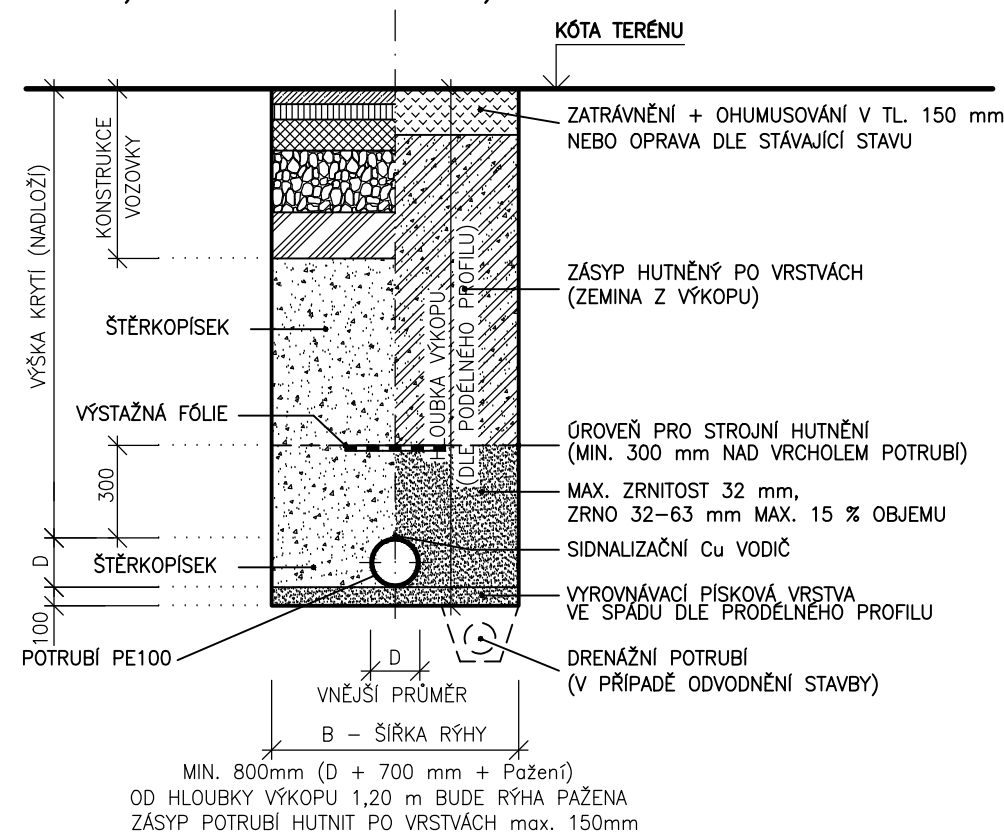 KÓTA TERÉNU
ZATRÁVNĚNÍ + OHUMUSOVÁNÍ V TL. 150 mm
NEBO OPRAVA DLE STÁVAJÍCÍ STAVU
KONSTRUKCE
VOZOVKY
VÝŠKA KRYTÍ (NADLOŽÍ)
HLOUBKA VÝKOPU
(DLE PODÉLNÉHO PROFILU)
ZÁSYP HUTNĚNÝ PO VRSTVÁCH
(ZEMINA Z VÝKOPU)
ŠTĚRKOPÍSEK
VÝSTAŽNÁ FÓLIE
ÚROVEŇ PRO STROJNÍ HUTNĚNÍ
(MIN. 300 mm NAD VRCHOLEM POTRUBÍ)
300
MAX. ZRNITOST 32 mm,
ZRNO 32–63 mm MAX. 15 % OBJEMU
SIDNALIZAČNÍ Cu VODIČ
D
ŠTĚRKOPÍSEK
VYROVNÁVACÍ PÍSKOVÁ VRSTVA
VE SPÁDU DLE PRODÉLNÉHO PROFILU
100
POTRUBÍ PE100
D
VNĚJŠÍ PRŮMĚR
DRENÁŽNÍ POTRUBÍ
(V PŘÍPADĚ ODVODNĚNÍ STAVBY)
B – ŠÍŘKA RÝHY
MIN. 800mm (D + 700 mm + Pažení)
OD HLOUBKY VÝKOPU 1,20 m BUDE RÝHA PAŽENA
ZÁSYP POTRUBÍ HUTNIT PO VRSTVÁCH max. 150mm